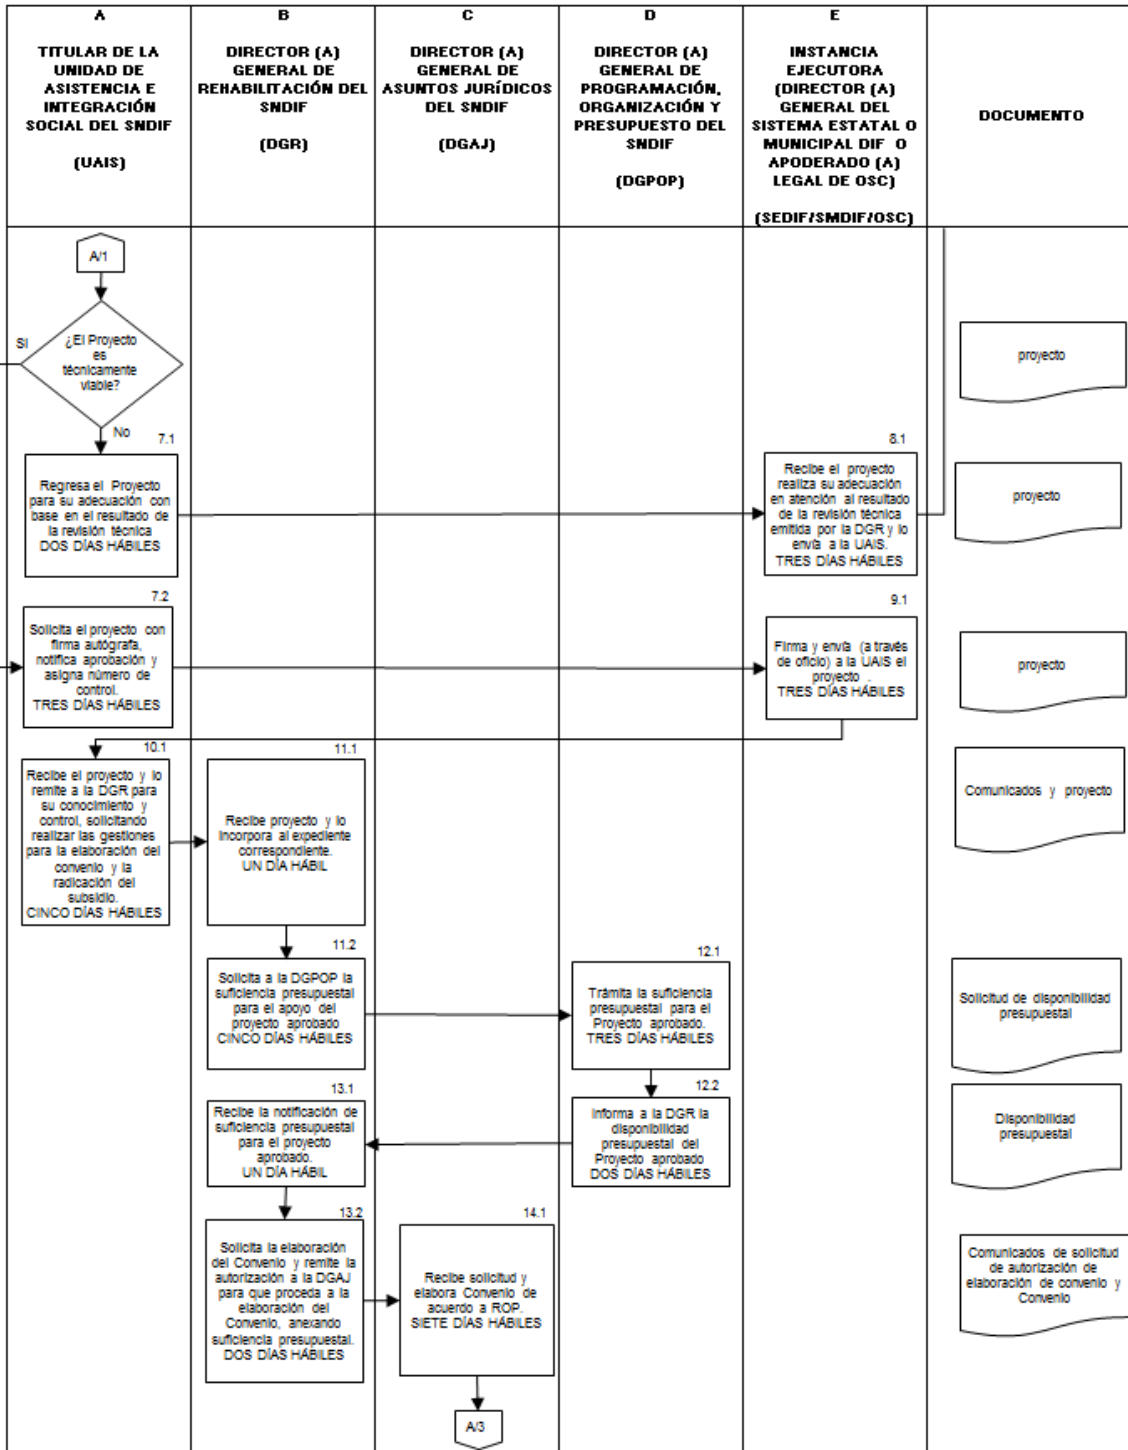 A
TITULAR DE LA
UNIDAD DE
ASISTENCIA E
INTEGRACIÓN
SOCIAL DEL SNDIF
(UAIS)
B
DIRECTOR (A)
GENERAL DE
REHABILITACIÓN DEL
SNDIF
(DGR)
C
DIRECTOR (A)
GENERAL DE
ASUNTOS JURÍDICOS
DEL SNDIF
(DGAJ)
D
DIRECTOR (A)
GENERAL DE
PROGRAMACIÓN,
ORGANIZACIÓN Y
PRESUPUESTO DEL
SNDIF
(DGPOP)
E
INSTANCIA
EJECUTORA
(DIRECTOR (A)
GENERAL DEL
SISTEMA ESTATAL O
MUNICIPAL DIF O
APODERADO (A)
LEGAL DE OSC)
(SEDIF/SMDIF/OSC)
DOCUMENTO
A/1
SI
¿El Proyecto
es
técnicamente
viable?
proyecto
No
7.1
Regresa el Proyecto
para su adecuación con
base en el resultado de
la revisión técnica
DOS DÍAS HÁBILES
8.1
Recibe el proyecto
realiza su adecuación
en atención al resultado
de la revisión técnica
emitida por la DGR y lo
envía a la UAIS.
TRES DÍAS HÁBILES
proyecto
7.2
Solicita el proyecto con
firma autógrafa,
notifica aprobación y
asigna número de
control.
TRES DÍAS HÁBILES
9.1
Firma y envía (a través
de oficio) a la UAIS el
proyecto .
TRES DÍAS HÁBILES
proyecto
10.1
Recibe el proyecto y lo
remite a la DGR para
su conocimiento y
control, solicitando
realizar las gestiones
para la elaboración del
convenio y la
radicación del
subsidio.
CINCO DÍAS HÁBILES
11.1
Recibe proyecto y lo
incorpora al expediente
correspondiente.
UN DÍA HÁBIL
Comunicados y proyecto
11.2
Solicita a la DGPOP la
suficiencia presupuestal
para el apoyo del
proyecto aprobado
CINCO DÍAS HÁBILES
12.1
Trámita la suficiencia
presupuestal para el
Proyecto aprobado.
TRES DÍAS HÁBILES
Solicitud de disponibilidad
presupuestal
13.1
Recibe la notificación de
suficiencia presupuestal
para el proyecto
aprobado.
UN DÍA HÁBIL
12.2
Informa a la DGR la
disponibilidad
presupuestal del
Proyecto aprobado
DOS DÍAS HÁBILES
Disponibilidad
presupuestal
13.2
Solicita la elaboración
del Convenio y remite la
autorización a la DGAJ
para que proceda a la
elaboración del
Convenio, anexando
suficiencia presupuestal.
DOS DÍAS HÁBILES
14.1
Recibe solicitud y
elabora Convenio de
acuerdo a ROP.
SIETE DÍAS HÁBILES
Comunicados de solicitud
de autorización de
elaboración de convenio y
Convenio
A/3